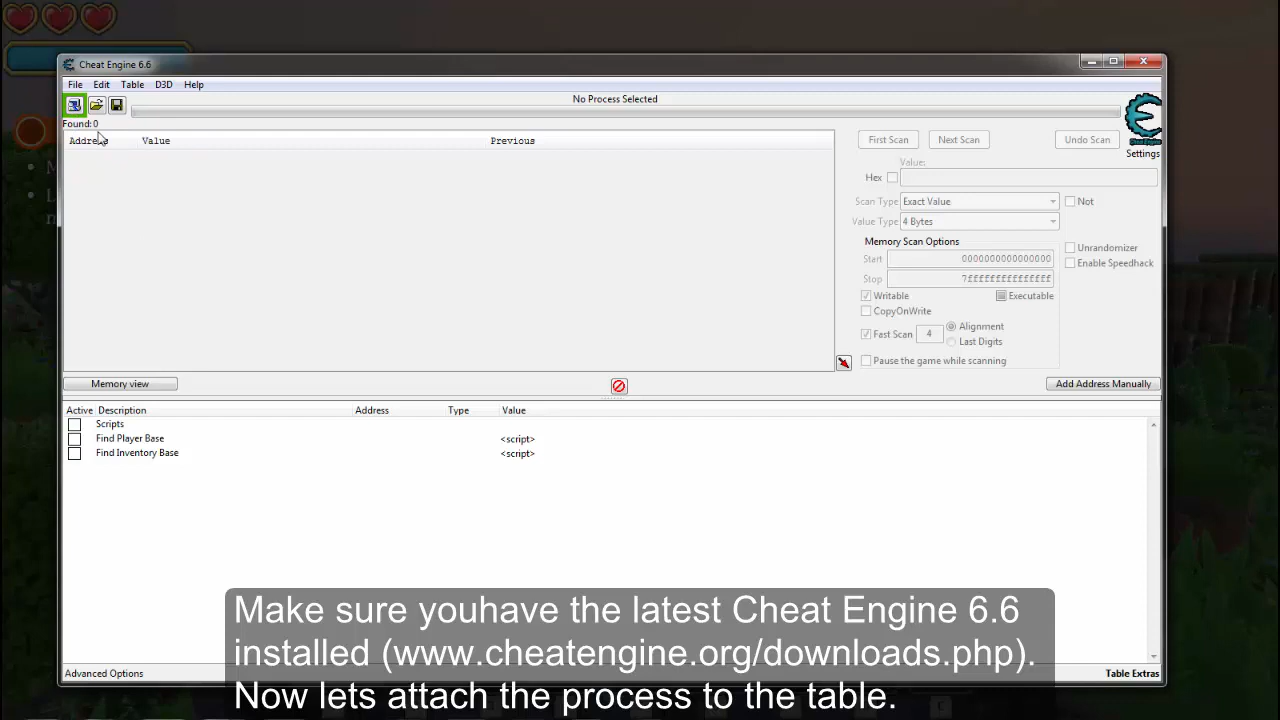 Cheat Engine 6.6
File Edit Table D3D Help
No Process Selected
Found: 0
Address Value Previous
First Scan Next Scan Undo Scan
Settings
Value:
Hex
Scan Type Exact Value Not
Value Type 4 Bytes
Memory Scan Options
Unrandomizer
Start 0000000000000000
Enable Speedhack
Stop 7fffffffffffffff
Writable Executable
CopyOnWrite
Fast Scan 4 Alignment
Last Digits
Pause the game while scanning
Memory view Add Address Manually
Active Description Address Type Value
Scripts
Find Player Base <script>
Find Inventory Base <script>
Make sure youhave the latest Cheat Engine 6.6
installed (www.cheatengine.org/downloads.php).
Now lets attach the process to the table.
Advanced Options Table Extras